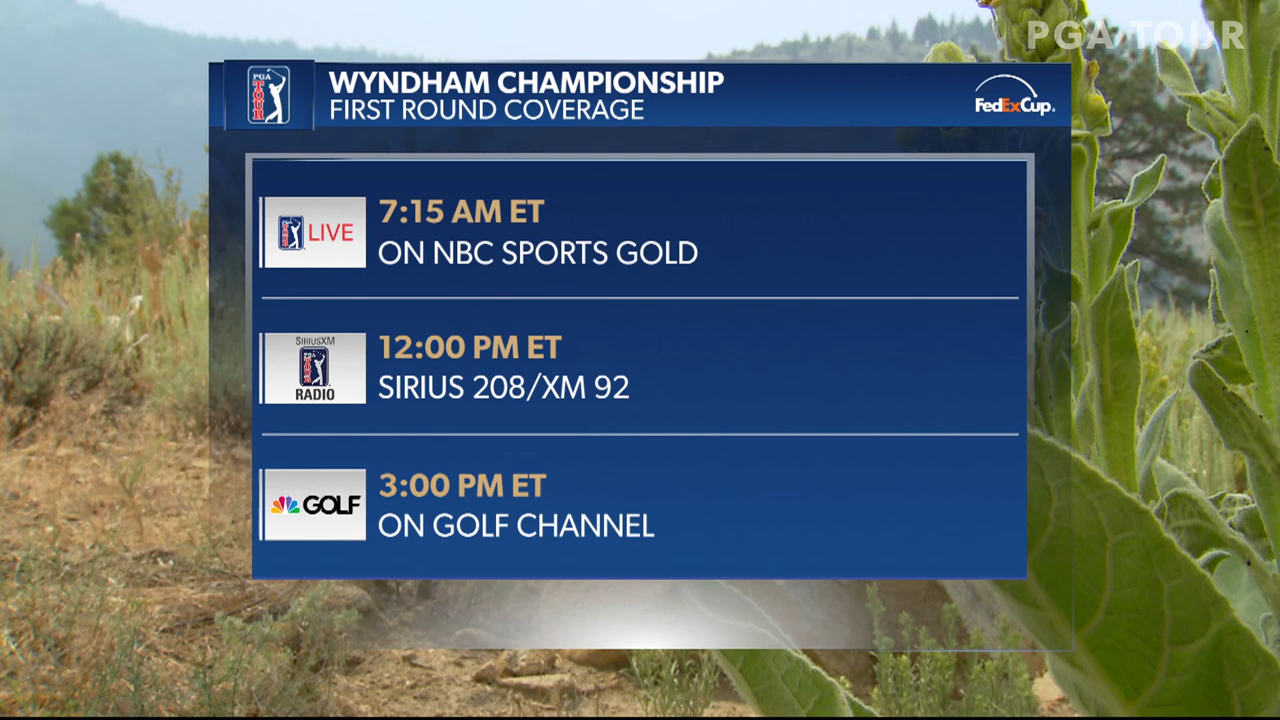 PGA TOUR
PGA
TOUR
WYNDHAM CHAMPIONSHIP
FIRST ROUND COVERAGE
FedExCup®
LIVE
7:15 AM ET
ON NBC SPORTS GOLD
SIRIUSXM
PGA
TOUR
RADIO
12:00 PM ET
SIRIUS 208/XM 92
GOLF
3:00 PM ET
ON GOLF CHANNEL